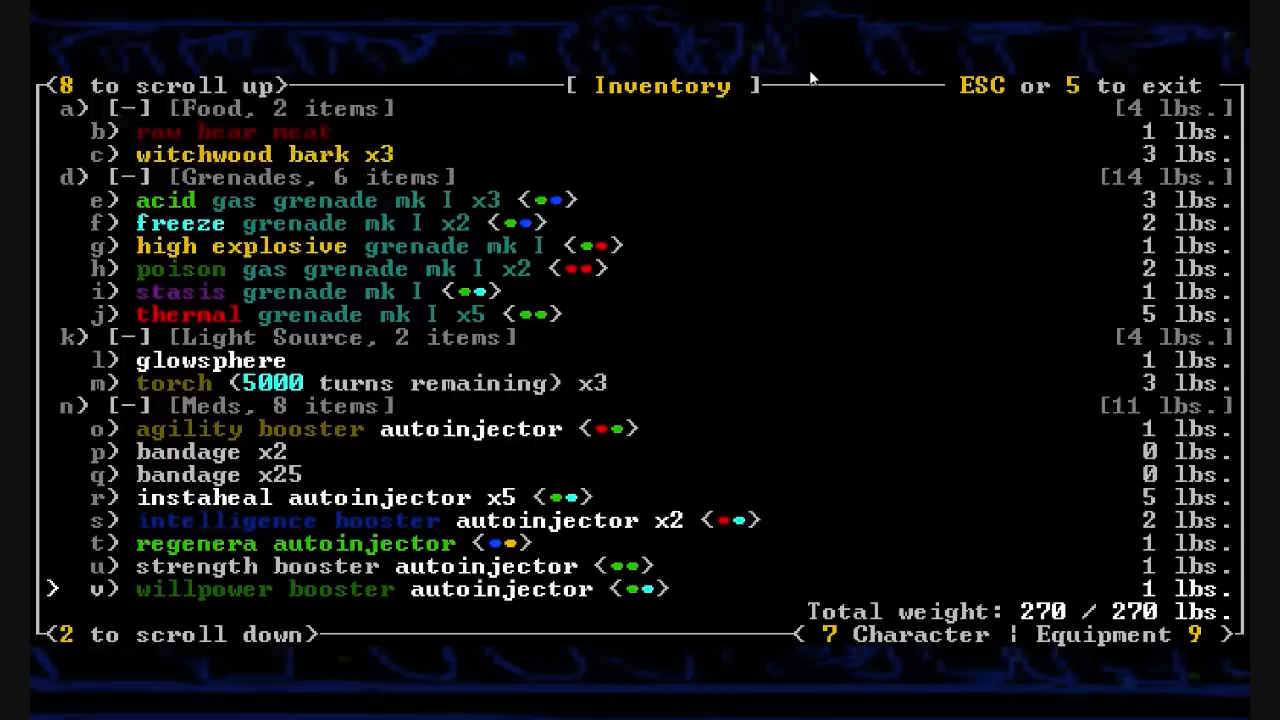 <8 to scroll up> [ Inventory ] ESC or 5 to exit
a) [-] [Food, 2 items] [4 lbs.]
b) raw bear meat 1 lbs.
c) witchwood bark x3 3 lbs.
d) [-] [Grenades, 6 items] [14 lbs.]
e) acid gas grenade mk I x3 <••> 3 lbs.
f) freeze grenade mk I x2 <••> 2 lbs.
g) high explosive grenade mk I <••> 1 lbs.
h) poison gas grenade mk I x2 <••> 2 lbs.
i) stasis grenade mk I <••> 1 lbs.
j) thermal grenade mk I x5 <••> 5 lbs.
k) [-] [Light Source, 2 items] [4 lbs.]
l) glowsphere 1 lbs.
m) torch (5000 turns remaining) x3 3 lbs.
n) [-] [Meds, 8 items] [11 lbs.]
o) agility booster autoinjector <••> 1 lbs.
p) bandage x2 0 lbs.
q) bandage x25 0 lbs.
r) instaheal autoinjector x5 <••> 5 lbs.
s) intelligence booster autoinjector x2 <••> 2 lbs.
t) regenera autoinjector <••> 1 lbs.
u) strength booster autoinjector <••> 1 lbs.
> v) willpower booster autoinjector <••> 1 lbs.
Total weight: 270 / 270 lbs.
<2 to scroll down> < 7 Character | Equipment 9 >